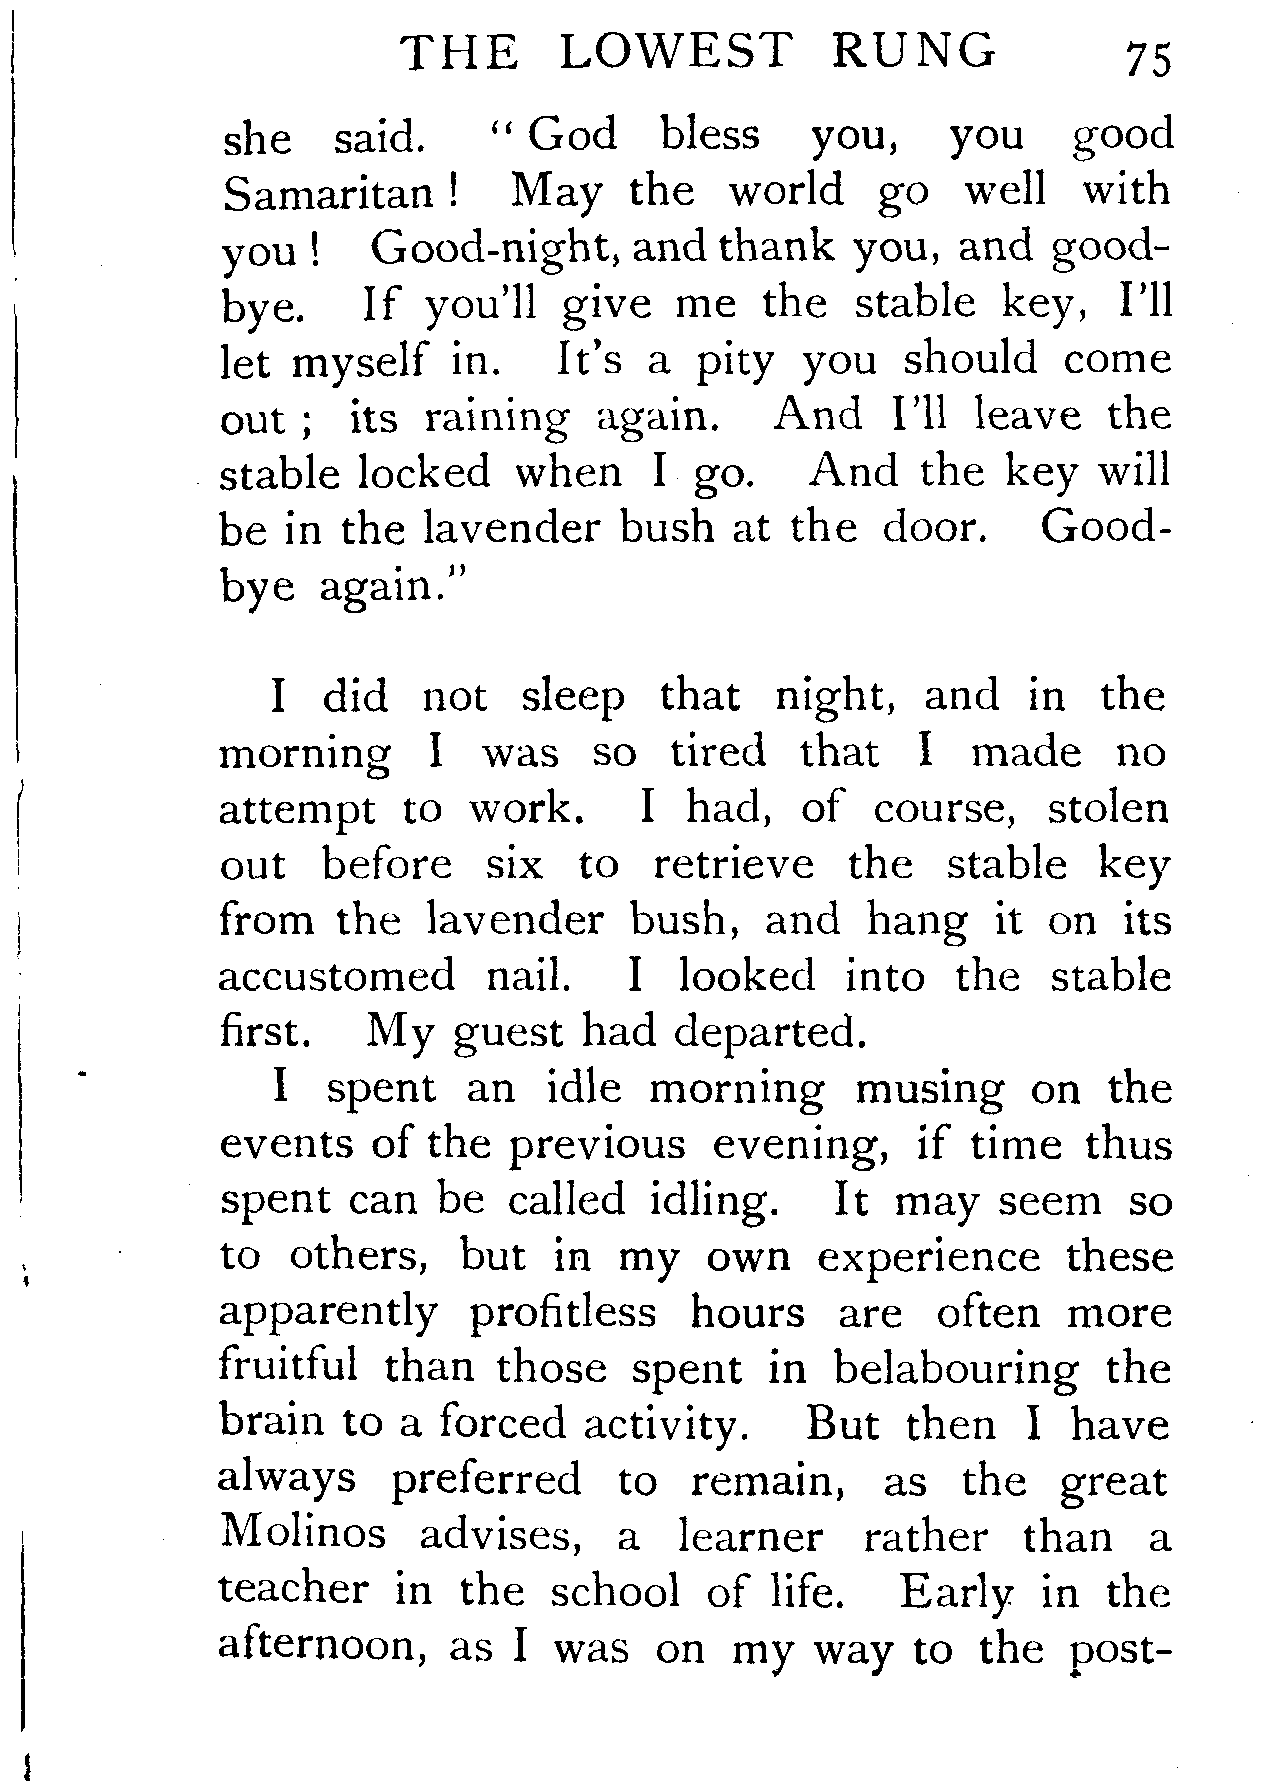 THE LOWEST RUNG 75
she said. “ God bless you, you good
Samaritan ! May the world go well with
you ! Good-night, and thank you, and good-
bye. If you'll give me the stable key, I'll
let myself in. It's a pity you should come
out ; its raining again. And I'll leave the
stable locked when I go. And the key will
be in the lavender bush at the door. Good-
bye again.”
I did not sleep that night, and in the
morning I was so tired that I made no
attempt to work. I had, of course, stolen
out before six to retrieve the stable key
from the lavender bush, and hang it on its
accustomed nail. I looked into the stable
first. My guest had departed.
I spent an idle morning musing on the
events of the previous evening, if time thus
spent can be called idling. It may seem so
to others, but in my own experience these
apparently profitless hours are often more
fruitful than those spent in belabouring the
brain to a forced activity. But then I have
always preferred to remain, as the great
Molinos advises, a learner rather than a
teacher in the school of life. Early in the
afternoon, as I was on my way to the post-